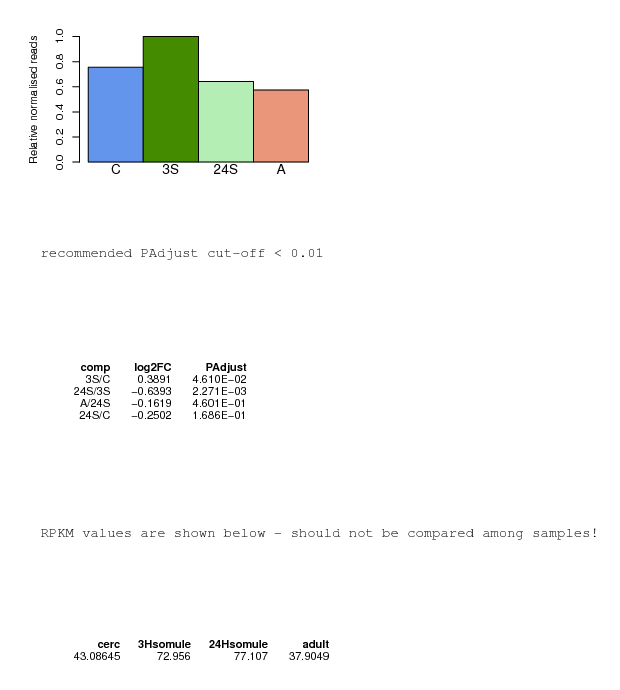 Relative normalised reads
1.0
0.8
0.6
0.4
0.2
0.0
C 3S 24S A
recommended PAdjust cut-off < 0.01
comp log2FC PAdjust
3S/C 0.3891 4.610E−02
24S/3S −0.6393 2.271E−03
A/24S −0.1619 4.601E−01
24S/C −0.2502 1.686E−01
RPKM values are shown below - should not be compared among samples!
cerc 3Hsomule 24Hsomule adult
43.08645 72.956 77.107 37.9049